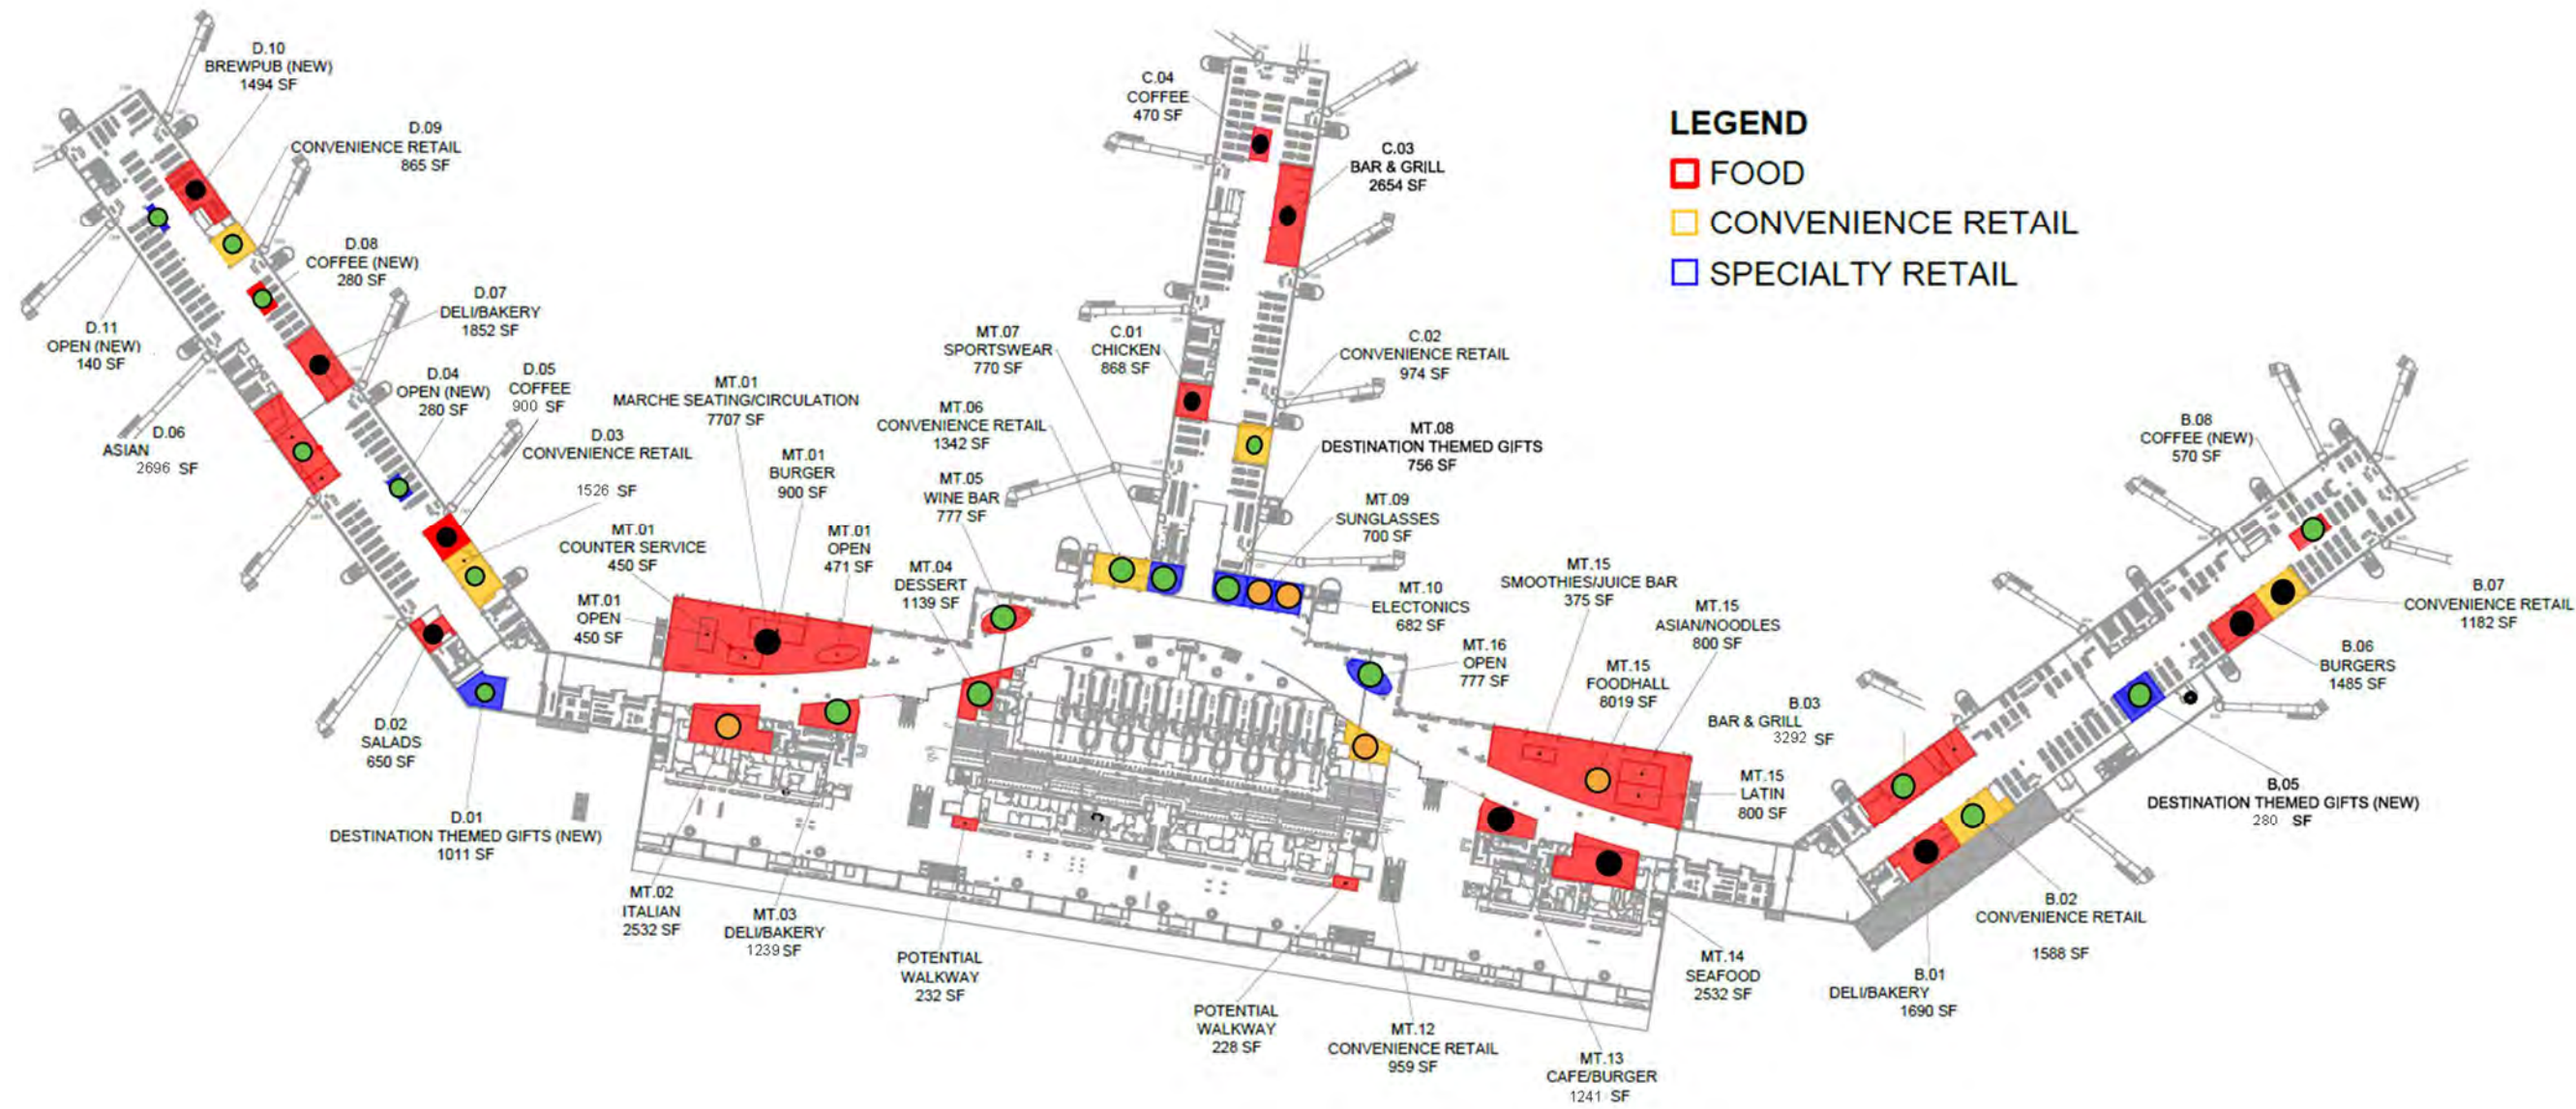 D.10
BREWPUB (NEW)
1494 SF
D.09
CONVENIENCE RETAIL
865 SF
D.08
COFFEE (NEW)
280 SF
D.07
DELI/BAKERY
1852 SF
D.11
OPEN (NEW)
140 SF
D.04
OPEN (NEW)
280 SF
D.05
COFFEE
900 SF
D.06
ASIAN
2696 SF
D.03
CONVENIENCE RETAIL
1526 SF
D.02
SALADS
650 SF
D.01
DESTINATION THEMED GIFTS (NEW)
1011 SF
MT.01
MARCHE SEATING/CIRCULATION
7707 SF
MT.01
BURGER
900 SF
MT.01
COUNTER SERVICE
450 SF
MT.01
OPEN
471 SF
MT.01
OPEN
450 SF
MT.02
ITALIAN
2532 SF
MT.03
DELI/BAKERY
1239 SF
MT.04
DESSERT
1139 SF
MT.05
WINE BAR
777 SF
MT.06
CONVENIENCE RETAIL
1342 SF
MT.07
SPORTSWEAR
770 SF
C.04
COFFEE
470 SF
C.03
BAR & GRILL
2654 SF
C.01
CHICKEN
868 SF
C.02
CONVENIENCE RETAIL
974 SF
MT.08
DESTINATION THEMED GIFTS
756 SF
MT.09
SUNGLASSES
700 SF
MT.10
ELECTONICS
682 SF
MT.16
OPEN
777 SF
POTENTIAL
WALKWAY
232 SF
POTENTIAL
WALKWAY
228 SF
MT.12
CONVENIENCE RETAIL
959 SF
MT.13
CAFE/BURGER
1241 SF
MT.14
SEAFOOD
2532 SF
MT.15
SMOOTHIES/JUICE BAR
375 SF
MT.15
ASIAN/NOODLES
800 SF
MT.15
FOODHALL
8019 SF
MT.15
LATIN
800 SF
LEGEND
FOOD
CONVENIENCE RETAIL
SPECIALTY RETAIL
B.08
COFFEE (NEW)
570 SF
B.07
CONVENIENCE RETAIL
1182 SF
B.06
BURGERS
1485 SF
B.03
BAR & GRILL
3292 SF
B.05
DESTINATION THEMED GIFTS (NEW)
280 SF
B.02
CONVENIENCE RETAIL
1588 SF
B.01
DELI/BAKERY
1690 SF